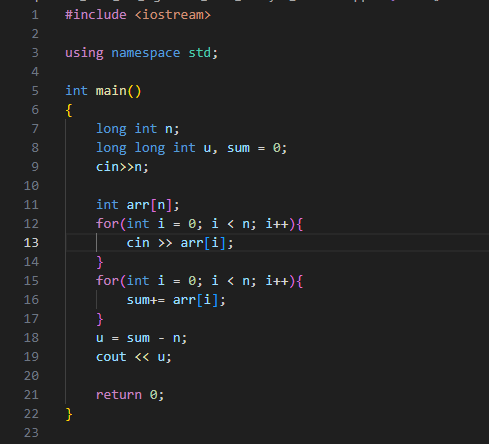 1 #include <iostream>
2
3 using namespace std;
4
5 int main()
6 {
7 long int n;
8 long long int u, sum = 0;
9 cin>>n;
10
11 int arr[n];
12 for(int i = 0; i < n; i++){
13 cin >> arr[i];
14 }
15 for(int i = 0; i < n; i++){
16 sum+= arr[i];
17 }
18 u = sum - n;
19 cout << u;
20
21 return 0;
22 }
23